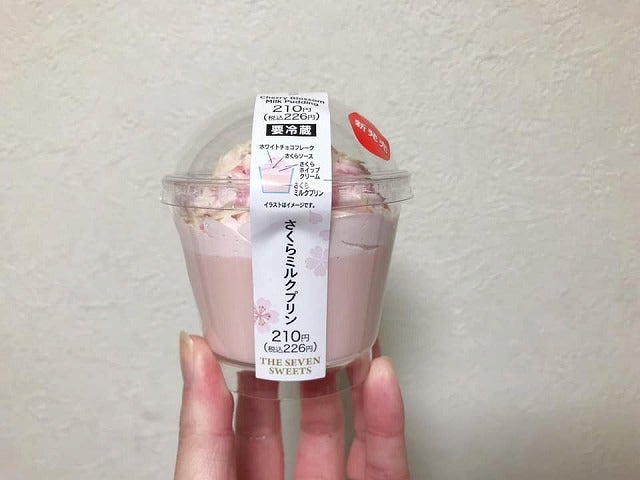 Cherry Blossom
Milk Pudding
210円
(税込226円)
要冷蔵
新発売
ホワイトチョコフレーク
さくらソース
さくら
ホイップ
クリーム
さくら
ミルクプリン
イラストはイメージです。
さくらミルクプリン
210円
(税込226円)
THE SEVEN
SWEETS